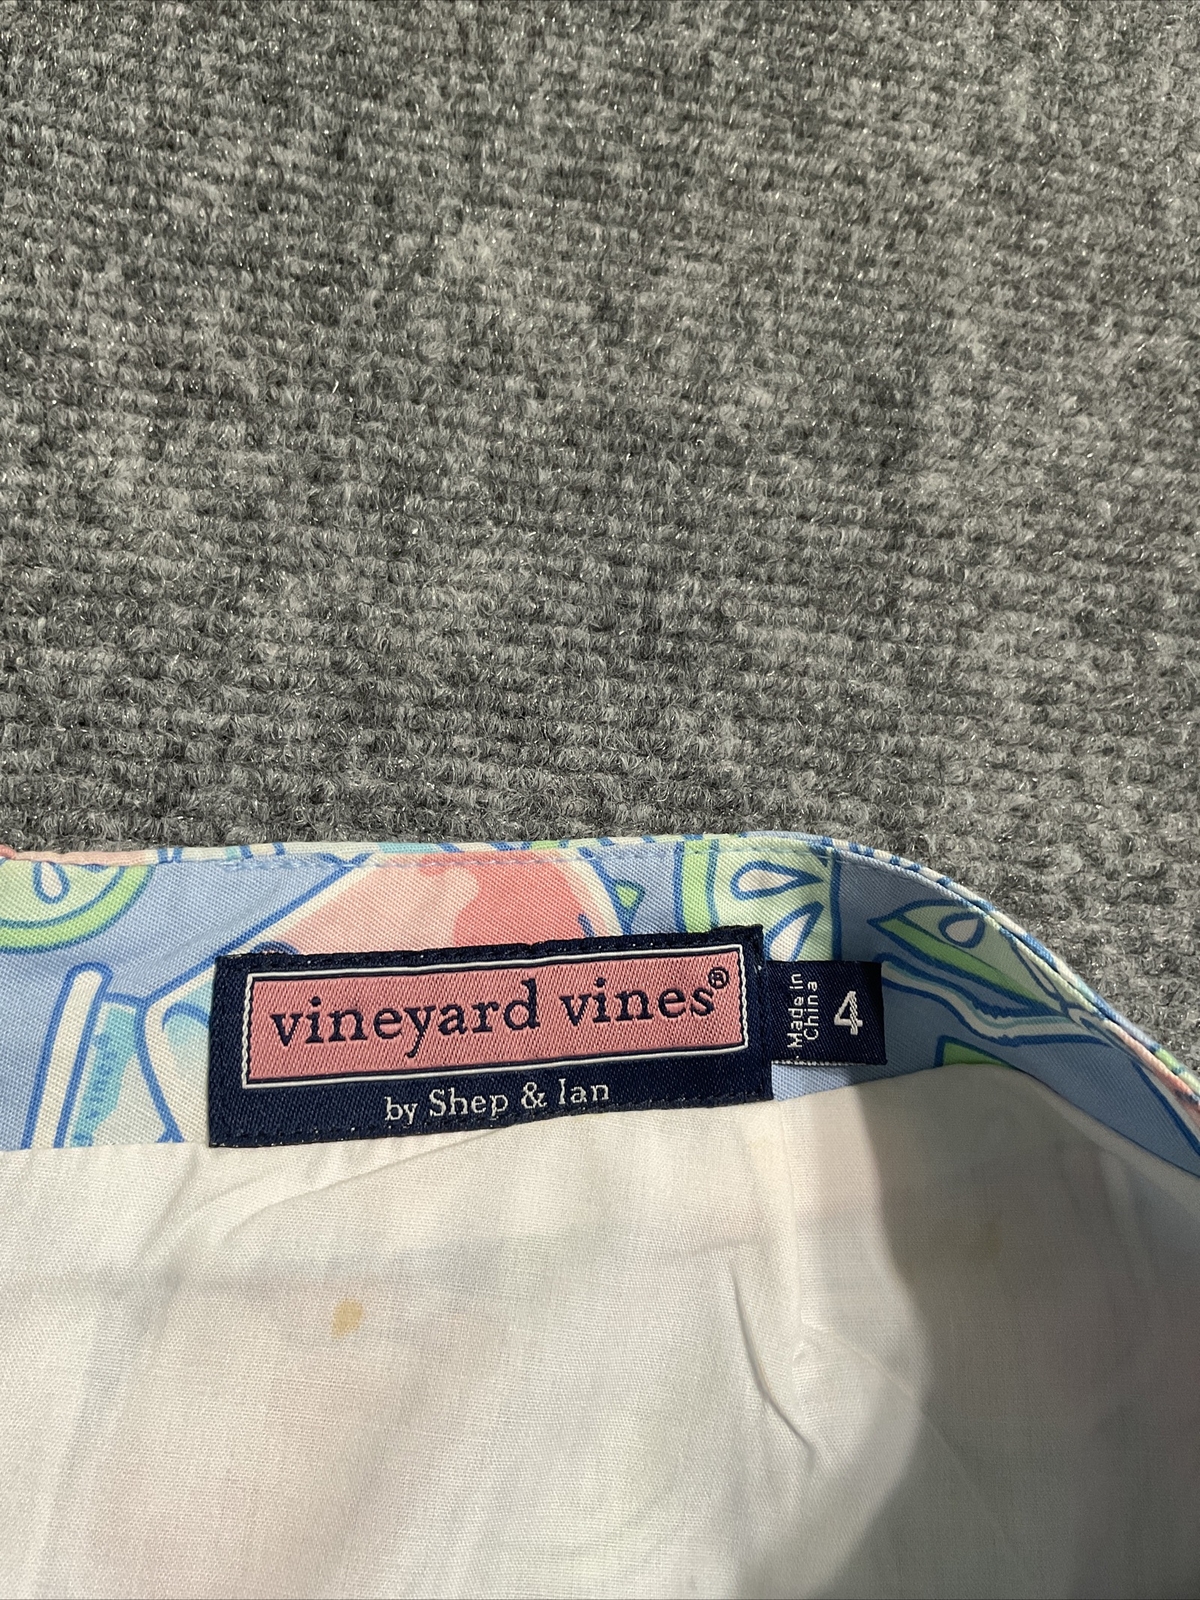 vineyard vines®
by Shep & Ian
Made in
China
4